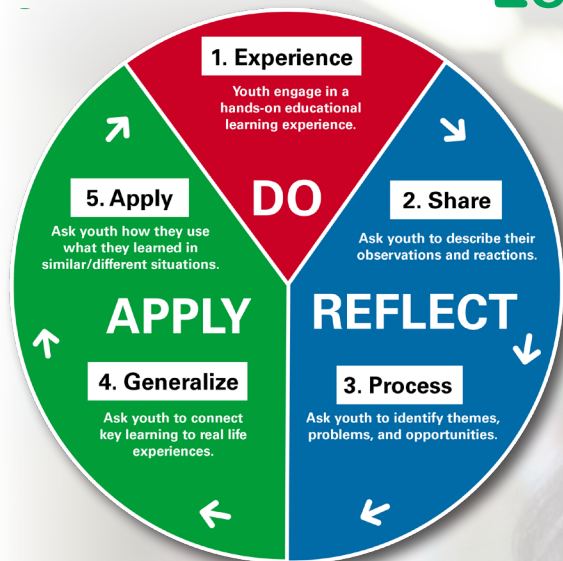 1. Experience
Youth engage in a
hands-on educational
learning experience.
DO
2. Share
Ask youth to describe their
observations and reactions.
REFLECT
3. Process
Ask youth to identify themes,
problems, and opportunities.
4. Generalize
Ask youth to connect
key learning to real life
experiences.
APPLY
5. Apply
Ask youth how they use
what they learned in
similar/different situations.